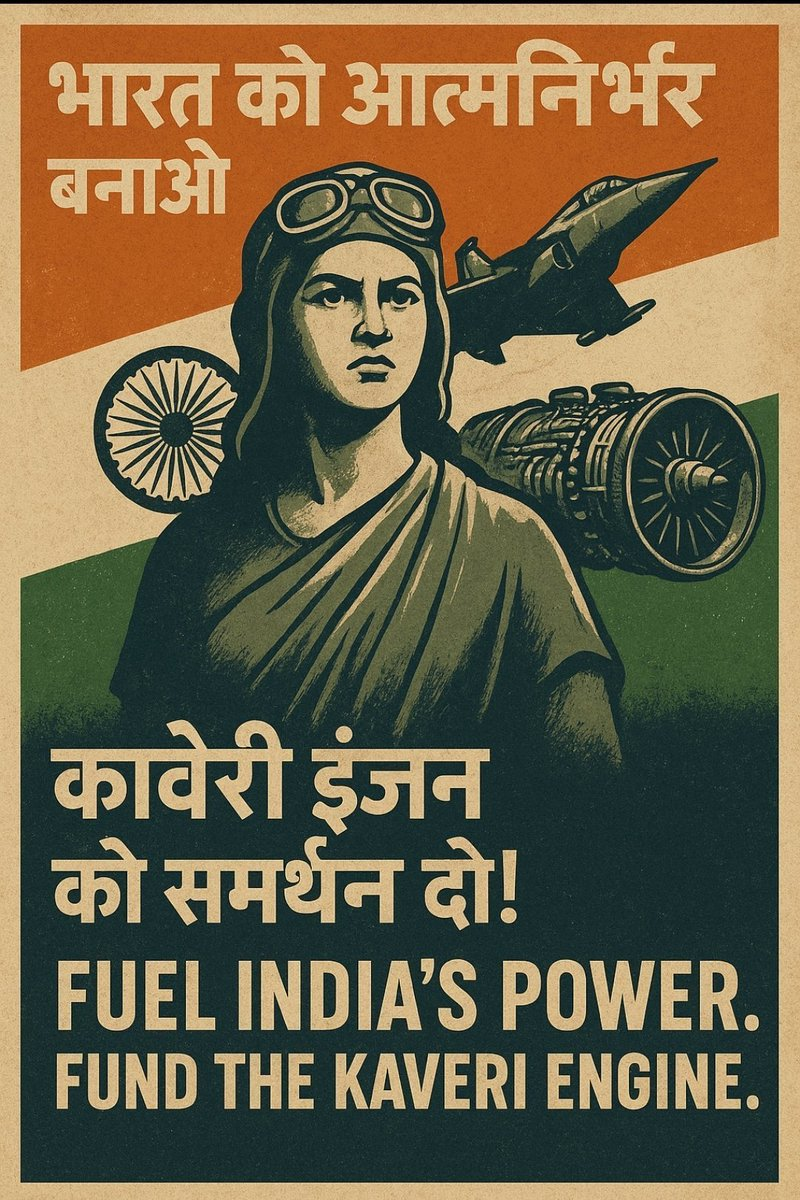 भारत को आत्मनिर्भर
बनाओ
कावेरी इंजन
को समर्थन दो!
FUEL INDIA'S POWER.
FUND THE KAVERI ENGINE.